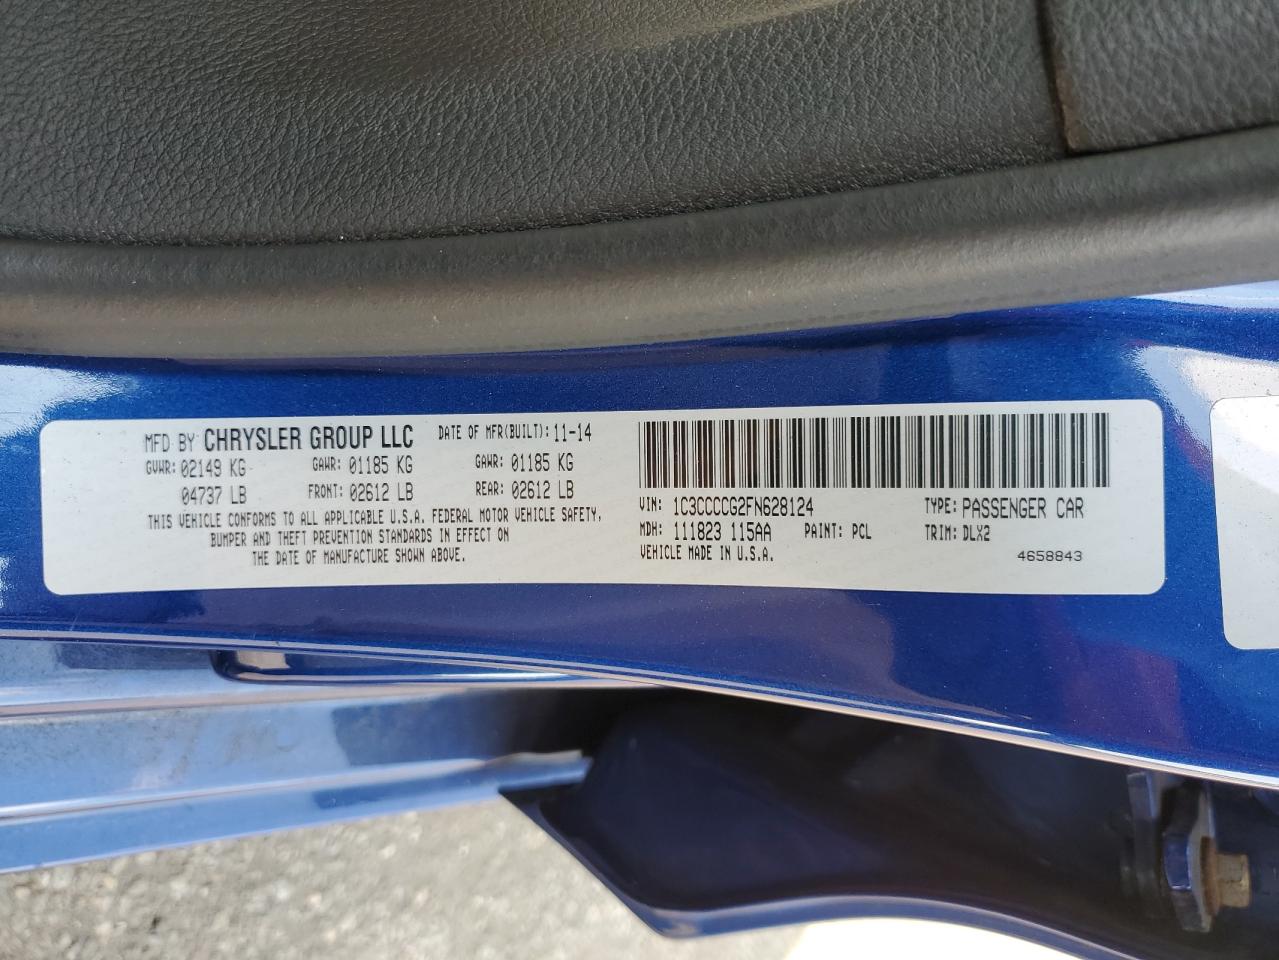 MFD BY CHRYSLER GROUP LLC DATE OF MFR(BUILT): 11-14
GVWR: 02149 KG GAWR: 01185 KG GAWR: 01185 KG
04737 LB FRONT: 02612 LB REAR: 02612 LB
THIS VEHICLE CONFORMS TO ALL APPLICABLE U.S.A. FEDERAL MOTOR VEHICLE SAFETY,
BUMPER AND THEFT PREVENTION STANDARDS IN EFFECT ON
THE DATE OF MANUFACTURE SHOWN ABOVE.
VIN: 1C3CCCCG2FN628124 TYPE: PASSENGER CAR
MDH: 111823 115AA PAINT: PCL TRIM: DLX2
VEHICLE MADE IN U.S.A. 4658843